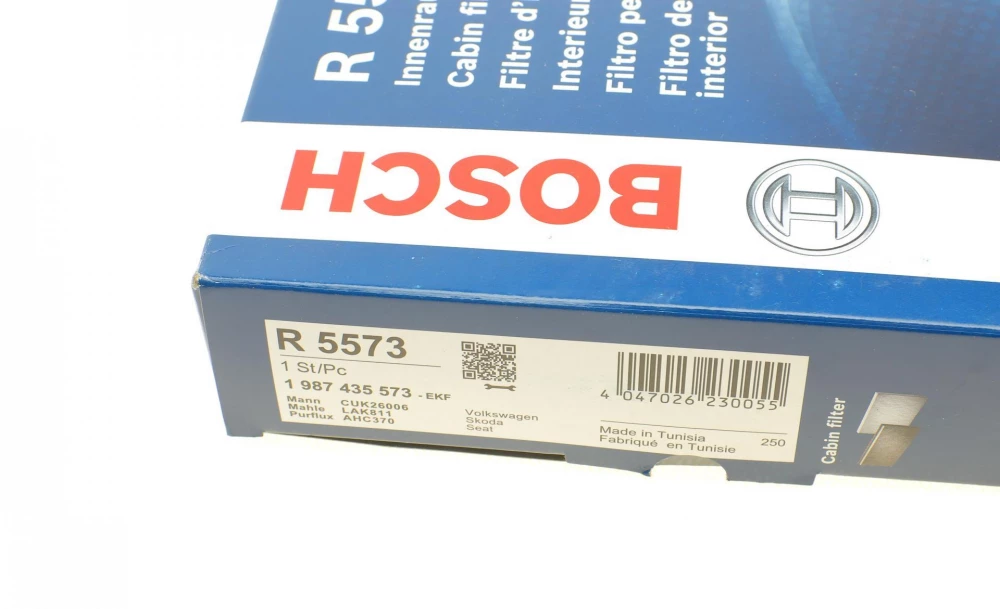 R 55
Innenra
Cabin fi
Filtre d'
Interieu
Filtro pe
Filtro de
interior
BOSCH
R 5573
1 St/Pc
1 987 435 573 - EKF
Mann CUK26006
Mahle LAK811
Purflux AHC370
Volkswagen
Skoda
Seat
4 047026 230055
Made in Tunisia
Fabriqué en Tunisie 250
Cabin filter